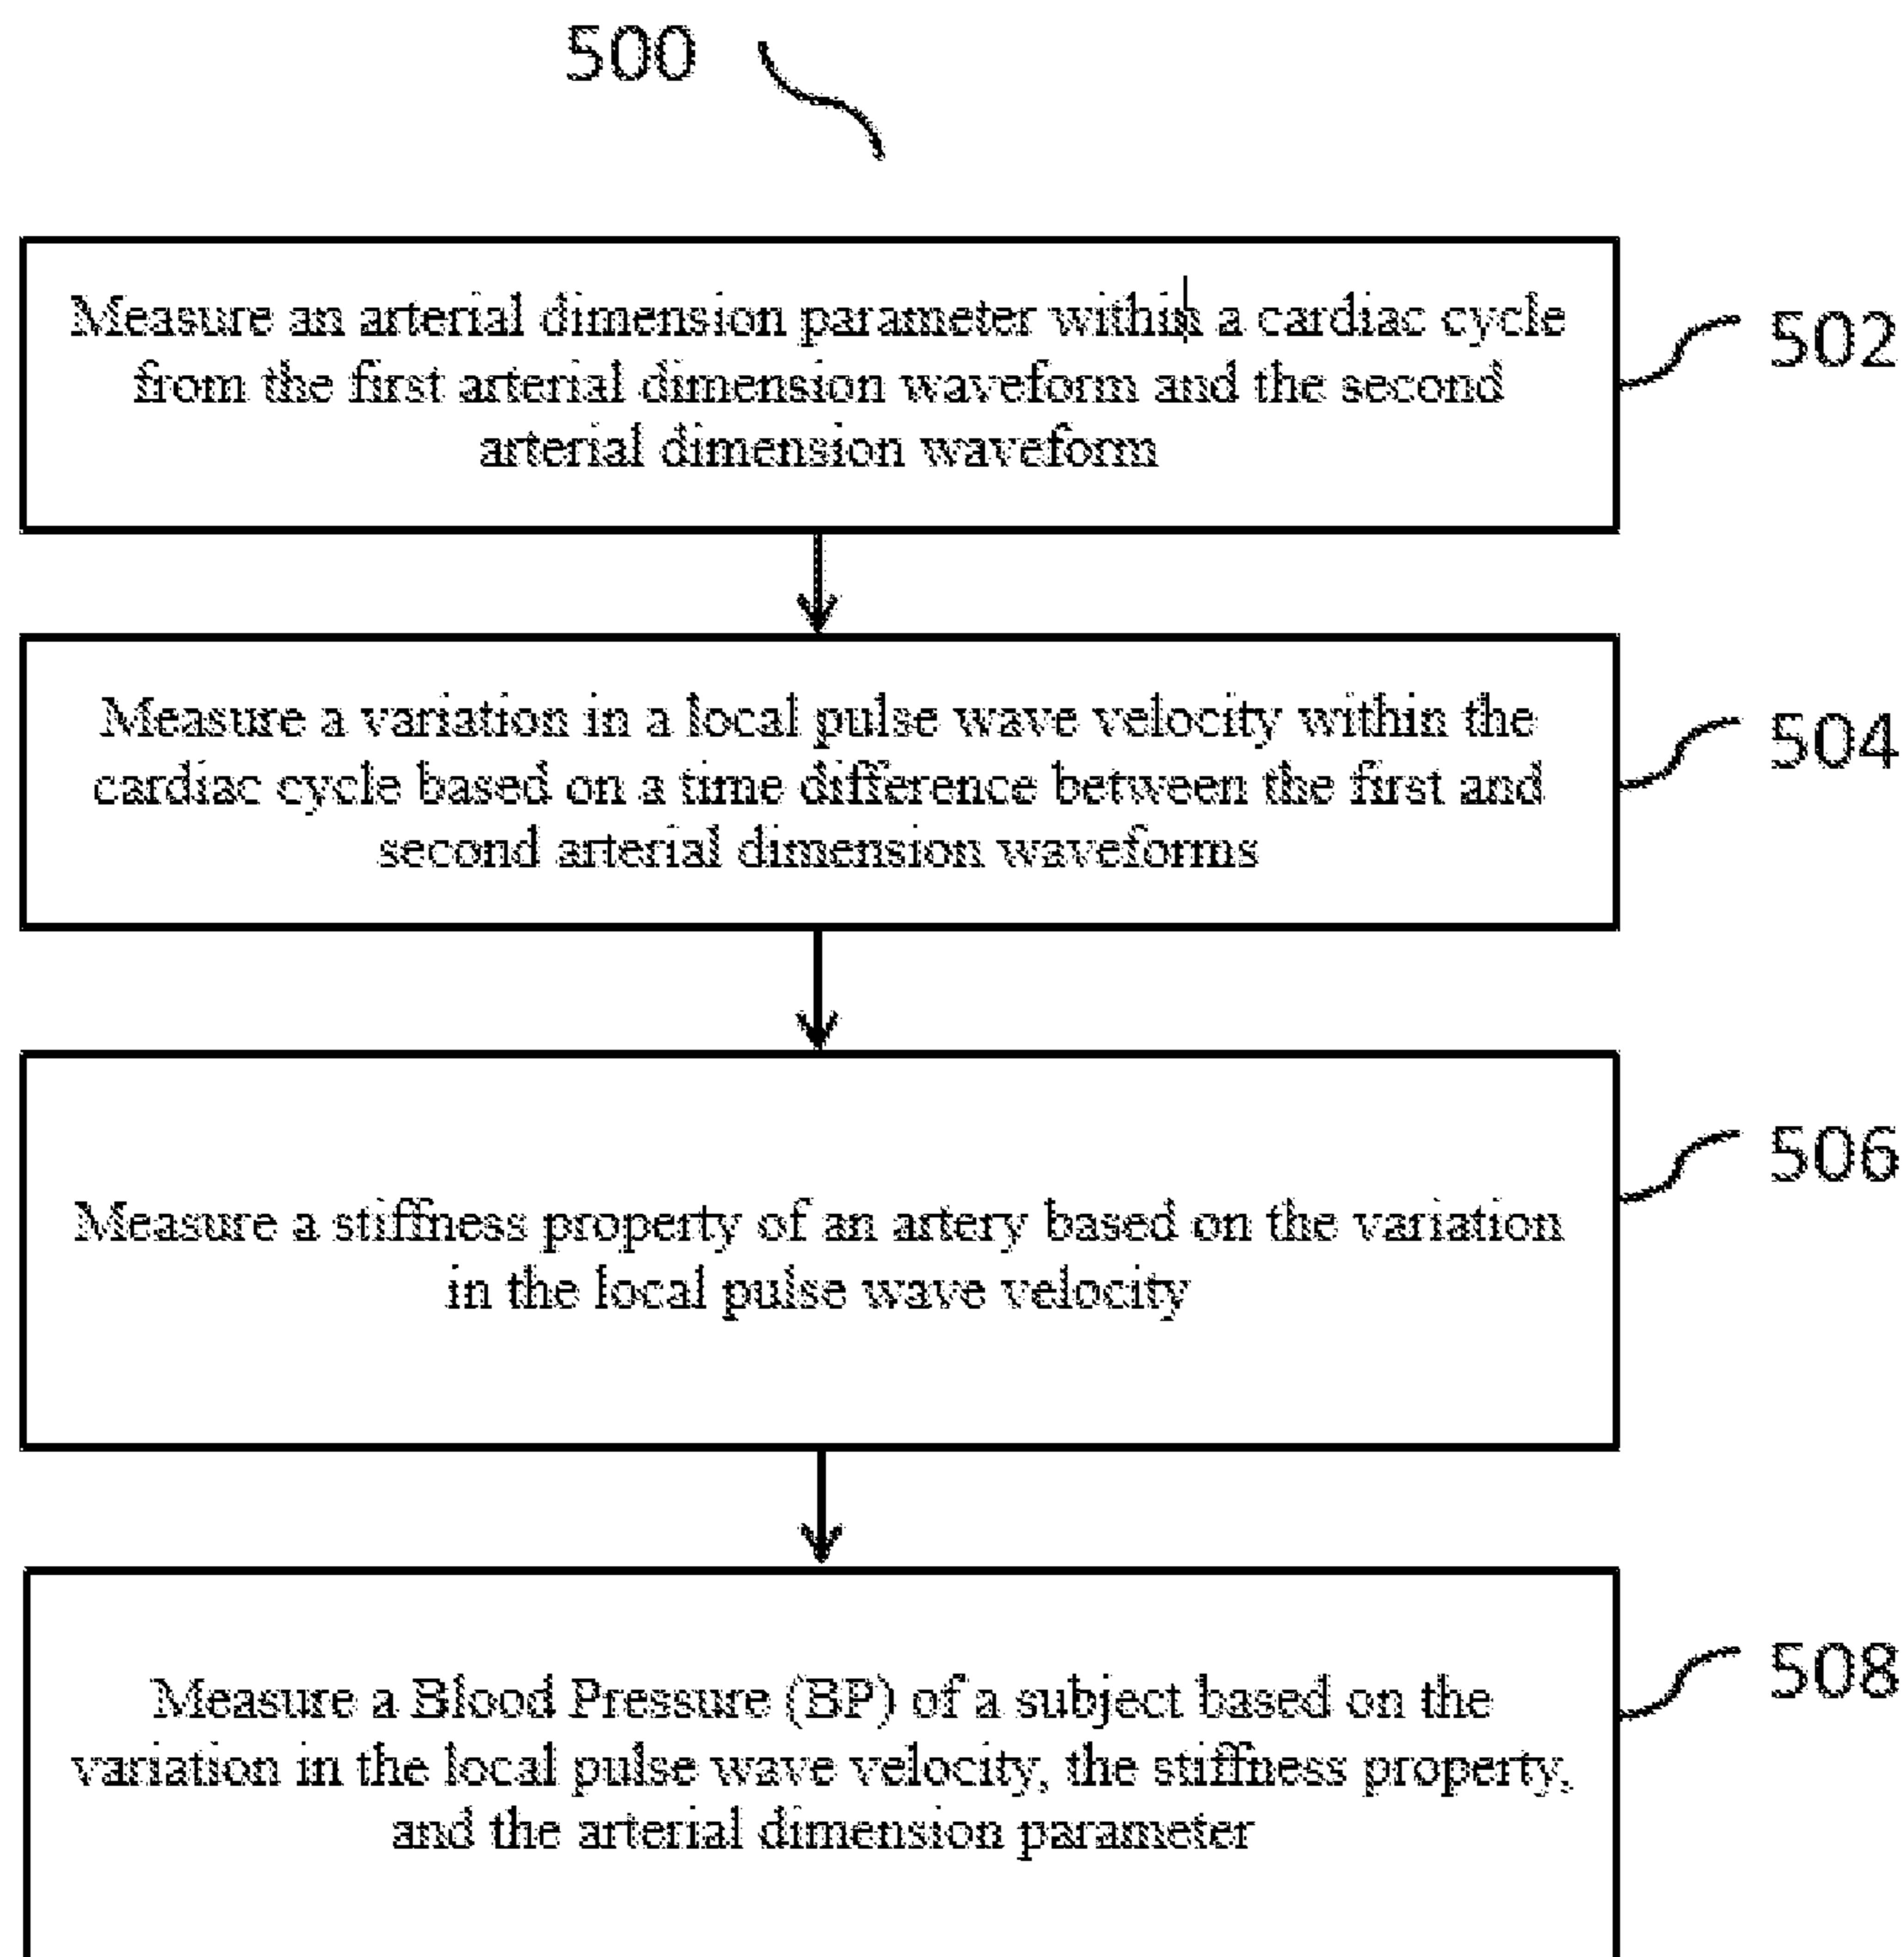 500
Measure an arterial dimension parameter within a cardiac cycle
from the first arterial dimension waveform and the second
arterial dimension waveform
502
Measure a variation in a local pulse wave velocity within the
cardiac cycle based on a time difference between the first and
second arterial dimension waveforms
504
Measure a stiffness property of an artery based on the variation
in the local pulse wave velocity
506
Measure a Blood Pressure (BP) of a subject based on the
variation in the local pulse wave velocity, the stiffness property,
and the arterial dimension parameter
508